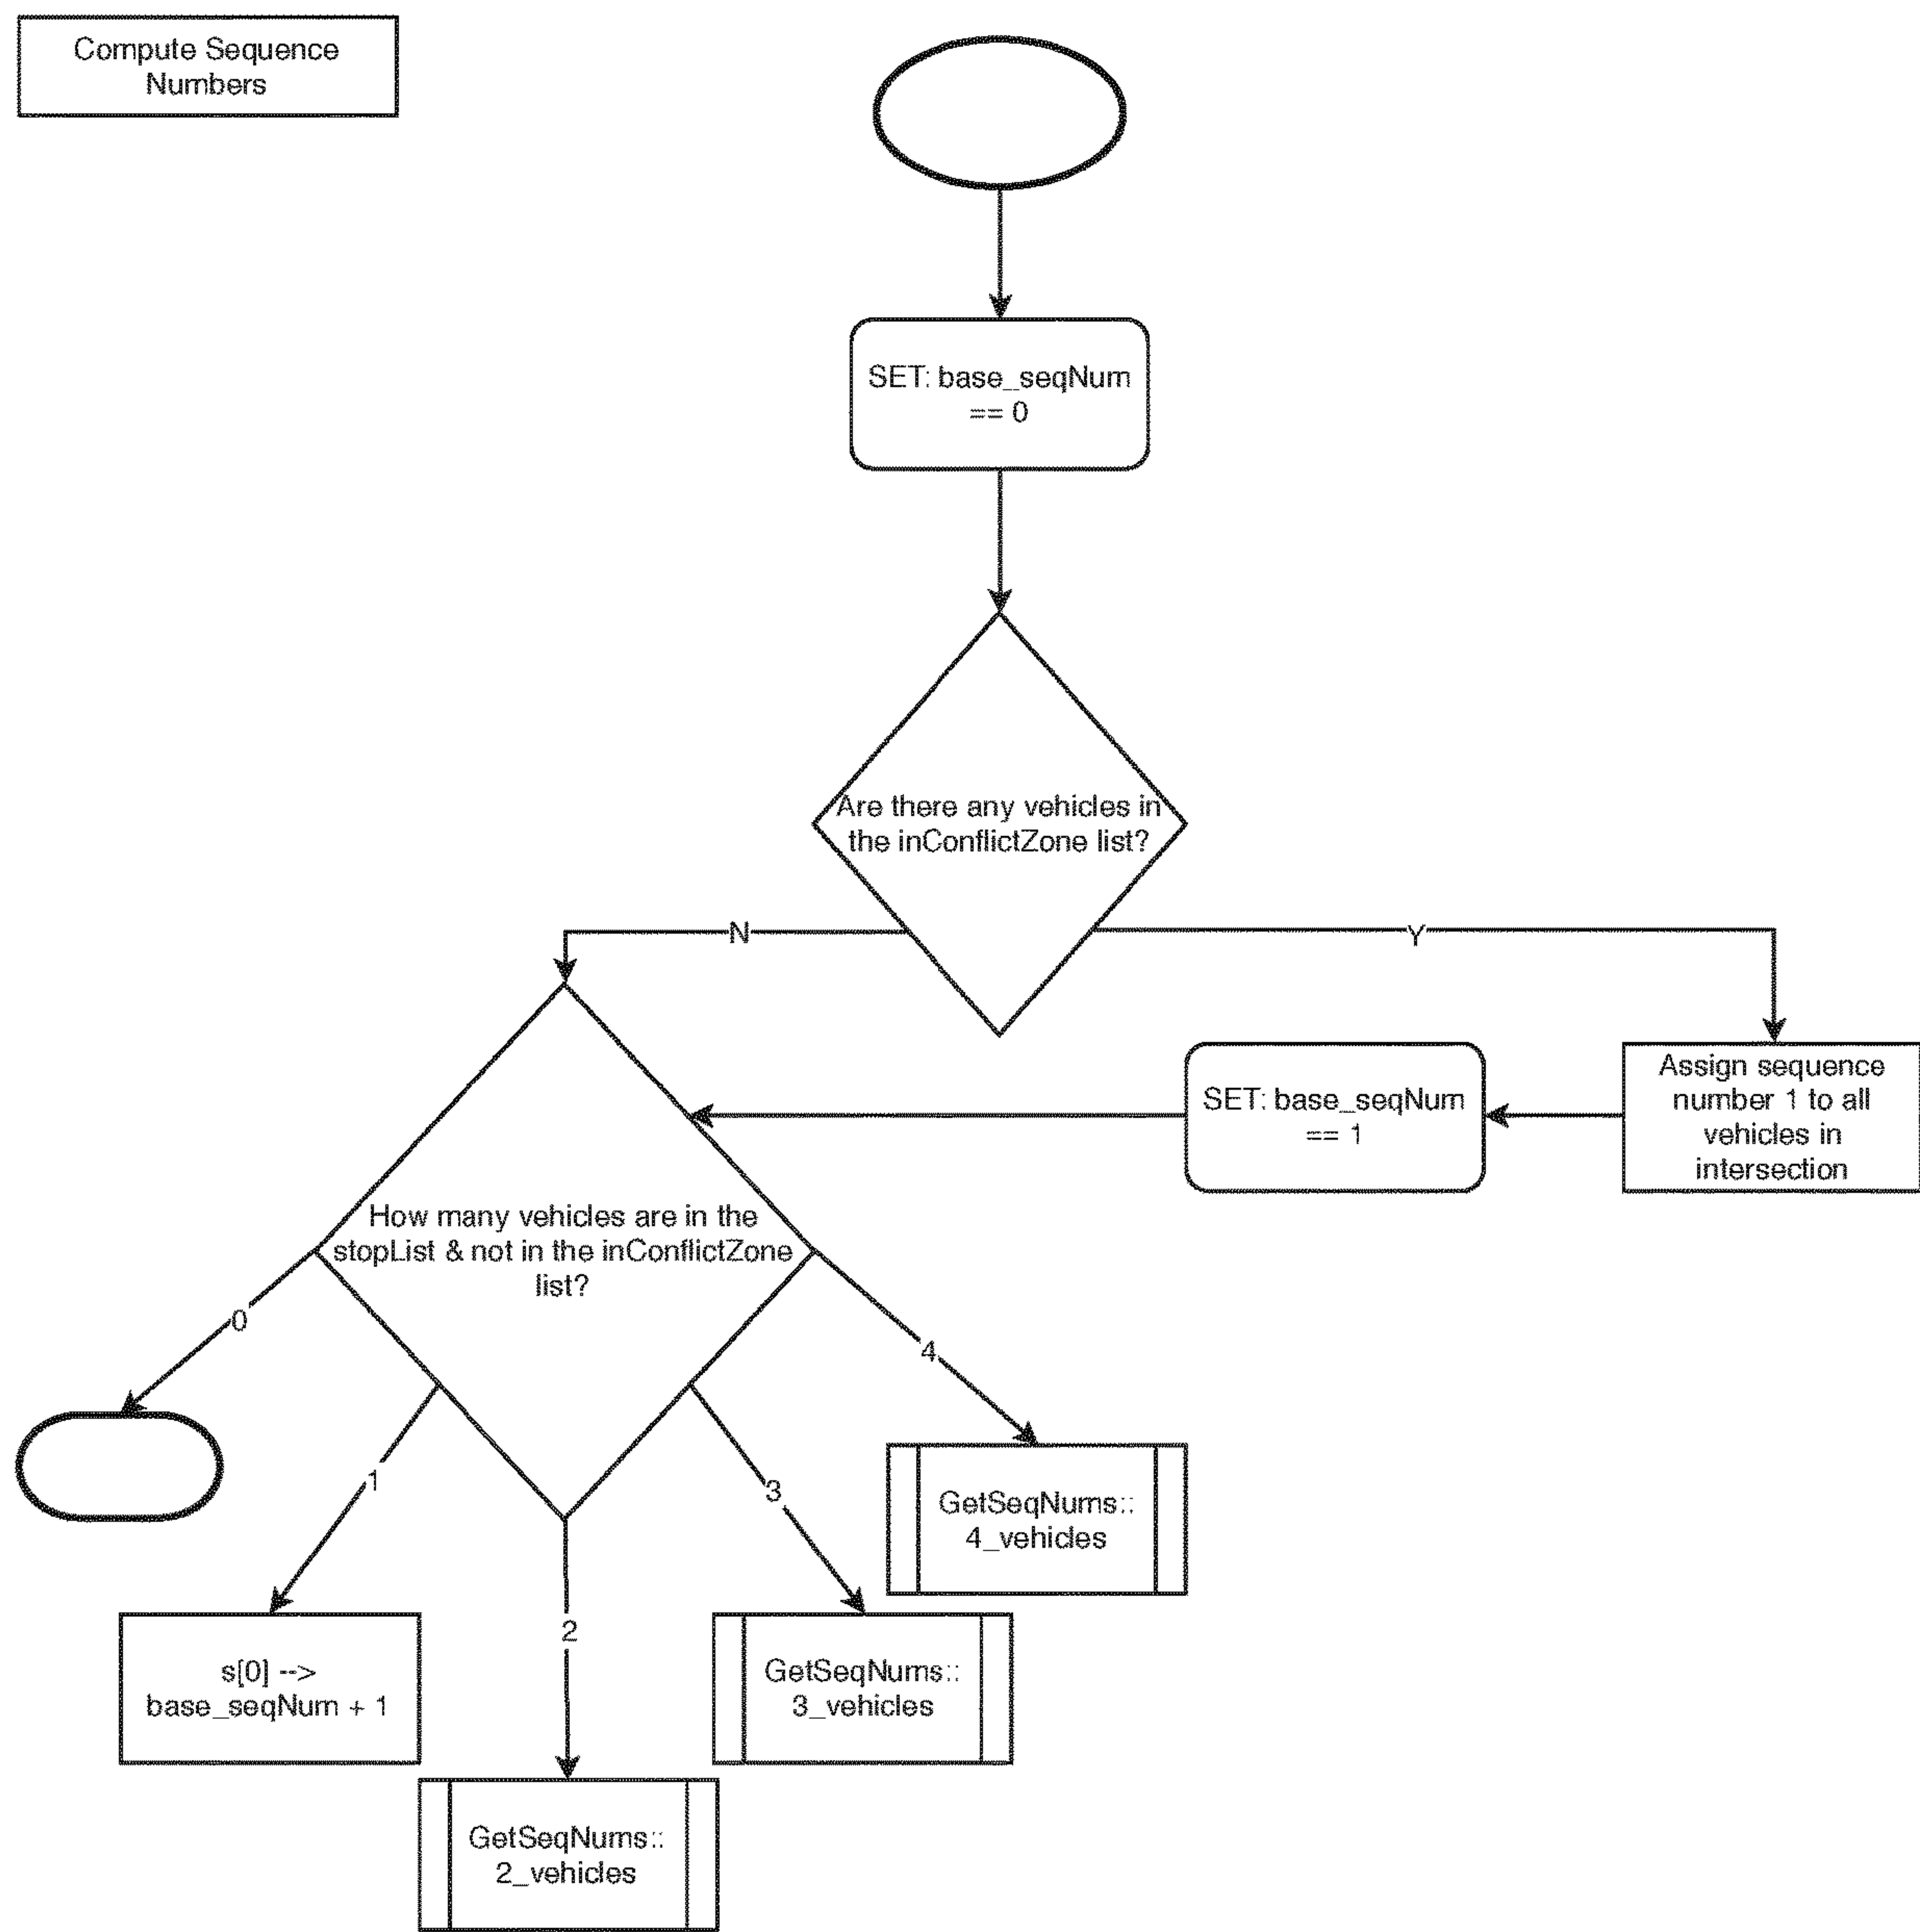 Compute Sequence
Numbers
SET: base_seqNum
== 0
Are there any vehicles in
the inConflictZone list?
N
Y
Assign sequence
number 1 to all
vehicles in
intersection
SET: base_seqNum
== 1
How many vehicles are in the
stopList & not in the inConflictZone
list?
0
1
2
3
4
GetSeqNums::
4_vehicles
s[0] -->
base_seqNum + 1
GetSeqNums::
3_vehicles
GetSeqNums::
2_vehicles